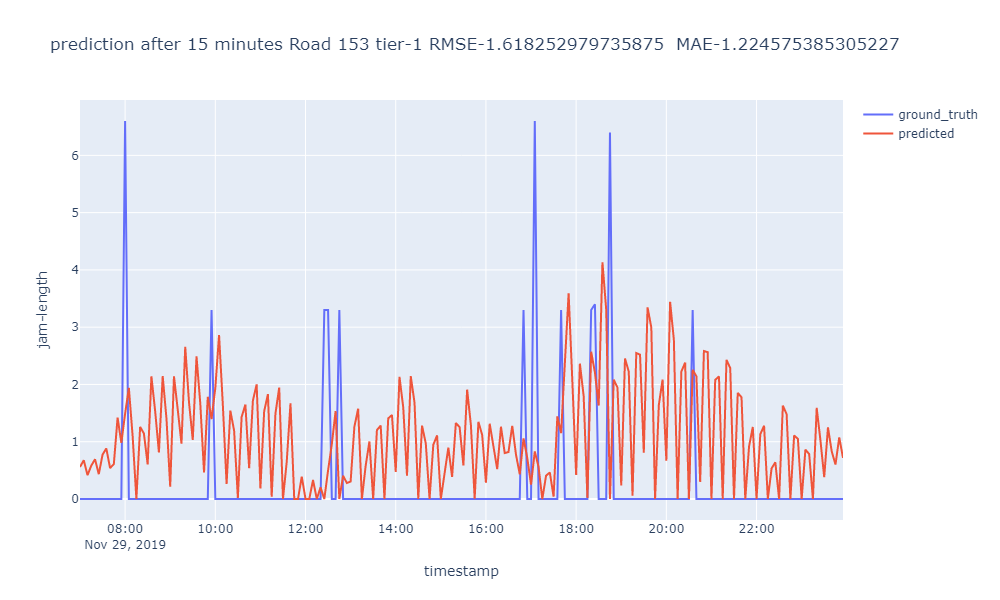 prediction after 15 minutes Road 153 tier-1 RMSE-1.618252979735875  MAE-1.224575385305227
ground_truth
predicted
6
5
4
3
2
1
0
jam-length
08:00 10:00 12:00 14:00 16:00 18:00 20:00 22:00
Nov 29, 2019
timestamp